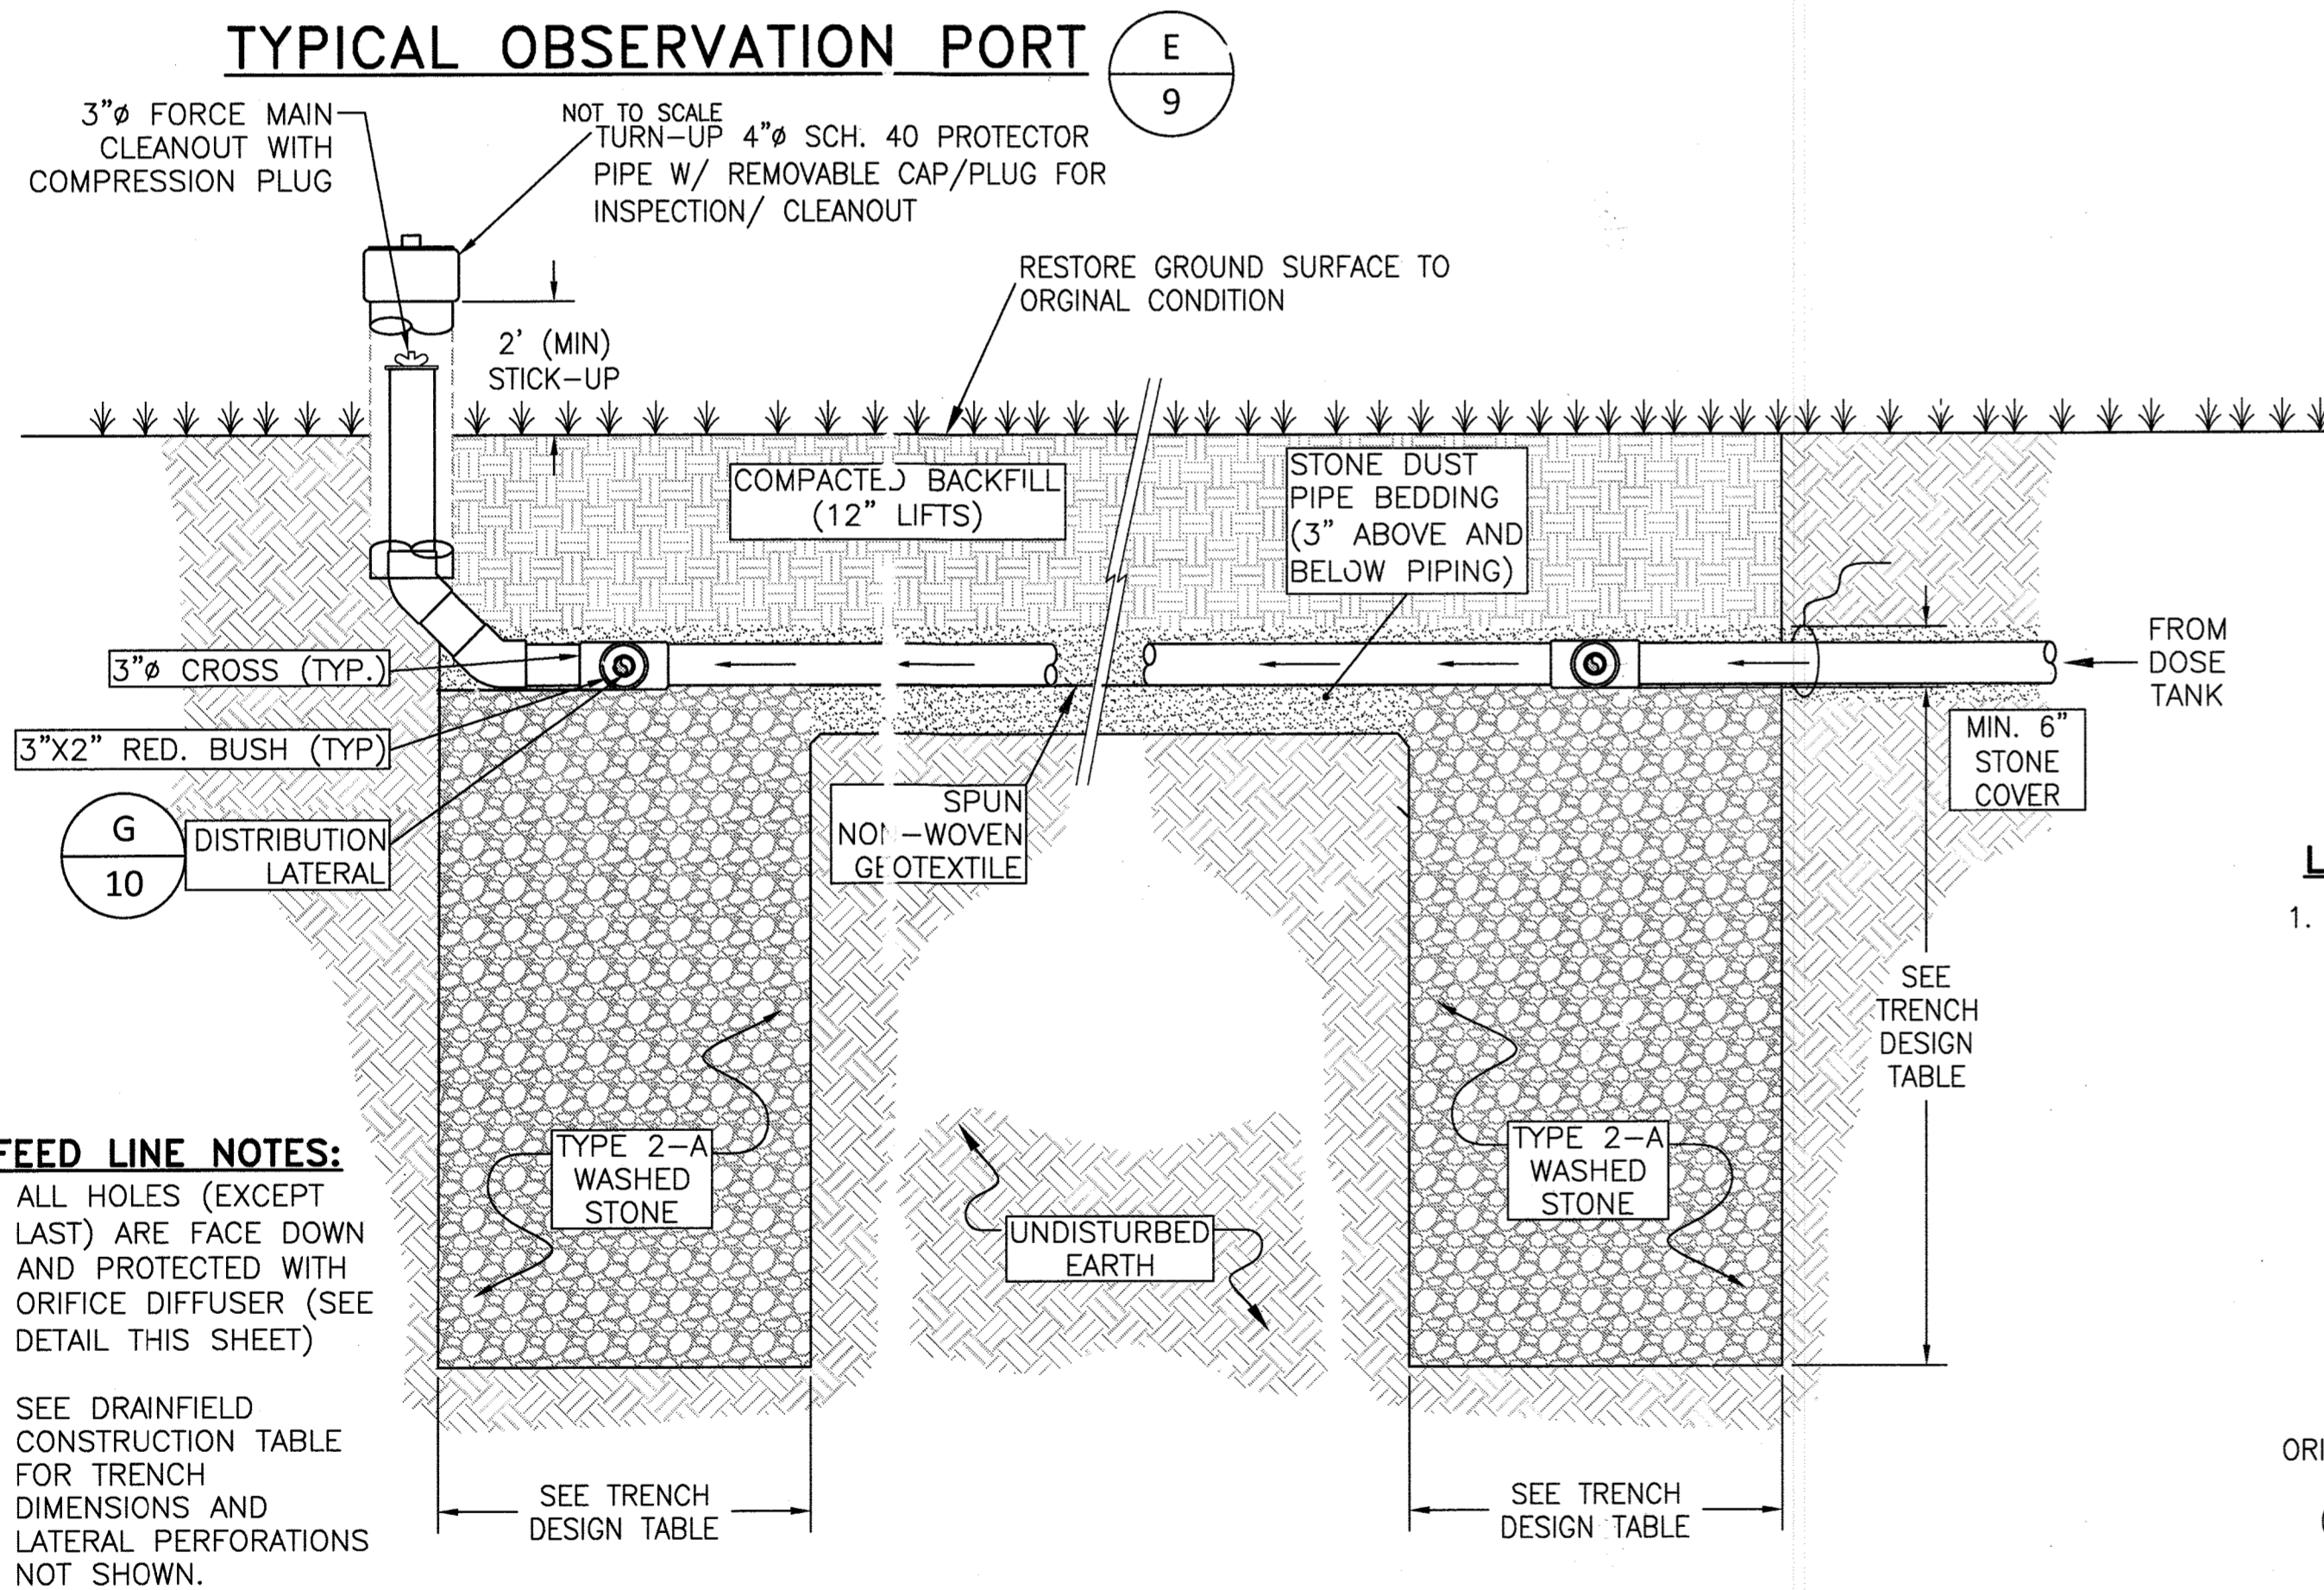 TYPICAL OBSERVATION PORT
E
9
NOT TO SCALE
3"ø FORCE MAIN
CLEANOUT WITH
COMPRESSION PLUG
TURN-UP 4"ø SCH. 40 PROTECTOR
PIPE W/ REMOVABLE CAP/PLUG FOR
INSPECTION/ CLEANOUT
RESTORE GROUND SURFACE TO
ORGINAL CONDITION
2' (MIN)
STICK-UP
COMPACTED BACKFILL
(12" LIFTS)
STONE DUST
PIPE BEDDING
(3" ABOVE AND
BELOW PIPING)
FROM
DOSE
TANK
3"ø CROSS (TYP.)
3"X2" RED. BUSH (TYP)
MIN. 6"
STONE
COVER
G
10
DISTRIBUTION
LATERAL
SPUN
NON-WOVEN
GEOTEXTILE
L
1.
SEE
TRENCH
DESIGN
TABLE
FEED LINE NOTES:
ALL HOLES (EXCEPT
LAST) ARE FACE DOWN
AND PROTECTED WITH
ORIFICE DIFFUSER (SEE
DETAIL THIS SHEET)
SEE DRAINFIELD
CONSTRUCTION TABLE
FOR TRENCH
DIMENSIONS AND
LATERAL PERFORATIONS
NOT SHOWN.
TYPE 2-A
WASHED
STONE
UNDISTURBED
EARTH
TYPE 2-A
WASHED
STONE
SEE TRENCH
DESIGN TABLE
SEE TRENCH
DESIGN TABLE
ORI
(